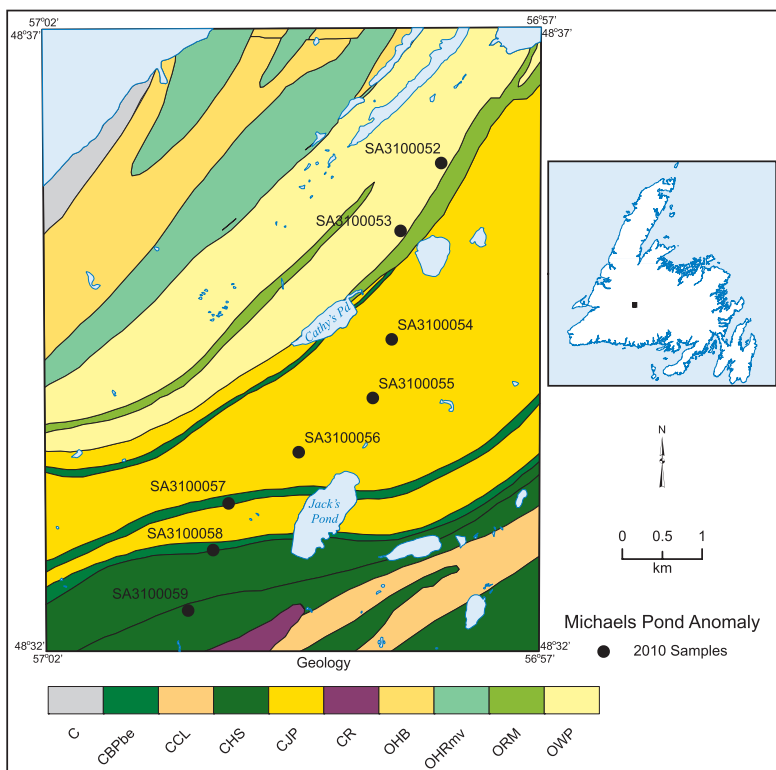 57°02'
56°57'
48°37'
48°37'
SA3100052
SA3100053
Cathy's Pd
SA3100054
SA3100055
SA3100056
SA3100057
Jack's
Pond
SA3100058
SA3100059
N
0 1
km
Michaels Pond Anomaly
2010 Samples
48°32'
48°32'
57°02'
56°57'
Geology
C CBPbe CCL CHS CJP CR OHB OHRmv ORM OWP